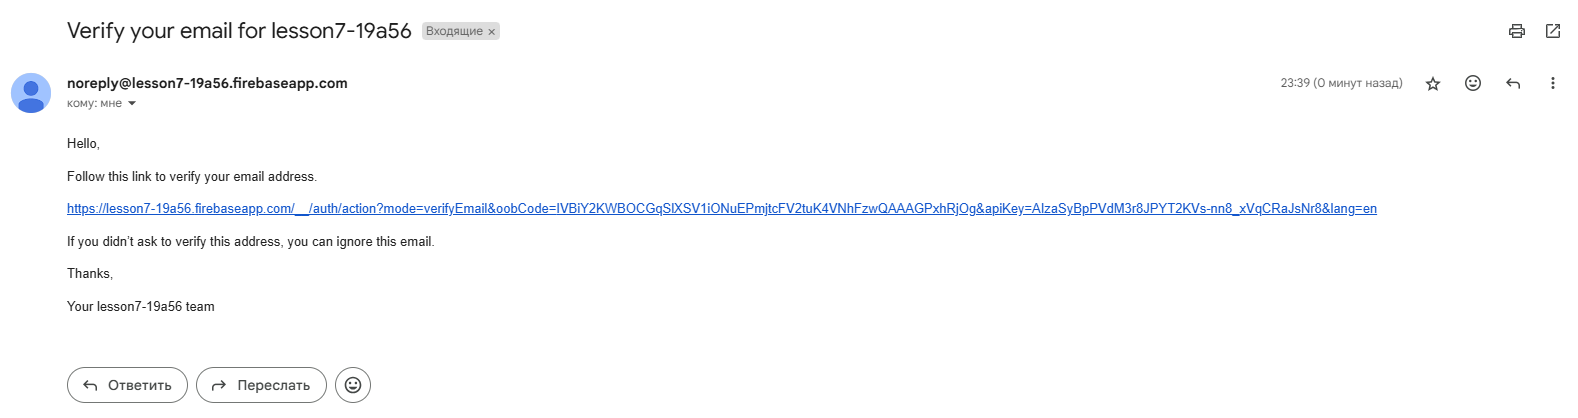 Verify your email for lesson7-19a56 Входящие ×
noreply@lesson7-19a56.firebaseapp.com 23:39 (0 минут назад)
кому: мне
Hello,
Follow this link to verify your email address.
https://lesson7-19a56.firebaseapp.com/__/auth/action?mode=verifyEmail&oobCode=IVBiY2KWBOCGqSlXSV1iONuEPmjtcFV2tuK4VNhFzwQAAAGPxhRjOg&apiKey=AIzaSyBpPVdM3r8JPYT2KVs-nn8_xVqCRaJsNr8&lang=en
If you didn’t ask to verify this address, you can ignore this email.
Thanks,
Your lesson7-19a56 team
Ответить Переслать